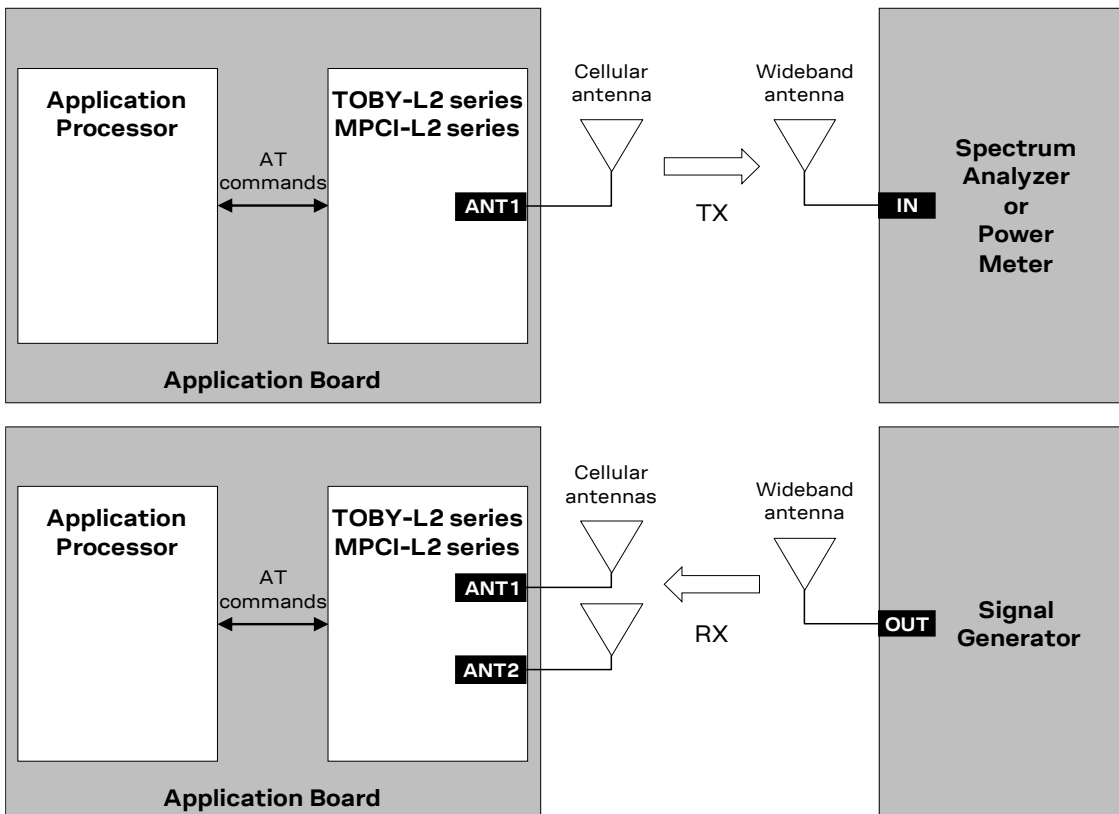 Application
Processor
AT
commands
TOBY-L2 series
MPCI-L2 series
ANT1
Application Board
Cellular
antenna
TX
Wideband
antenna
IN
Spectrum
Analyzer
or
Power
Meter
Application
Processor
AT
commands
TOBY-L2 series
MPCI-L2 series
ANT1
ANT2
Application Board
Cellular
antennas
RX
Wideband
antenna
OUT
Signal
Generator